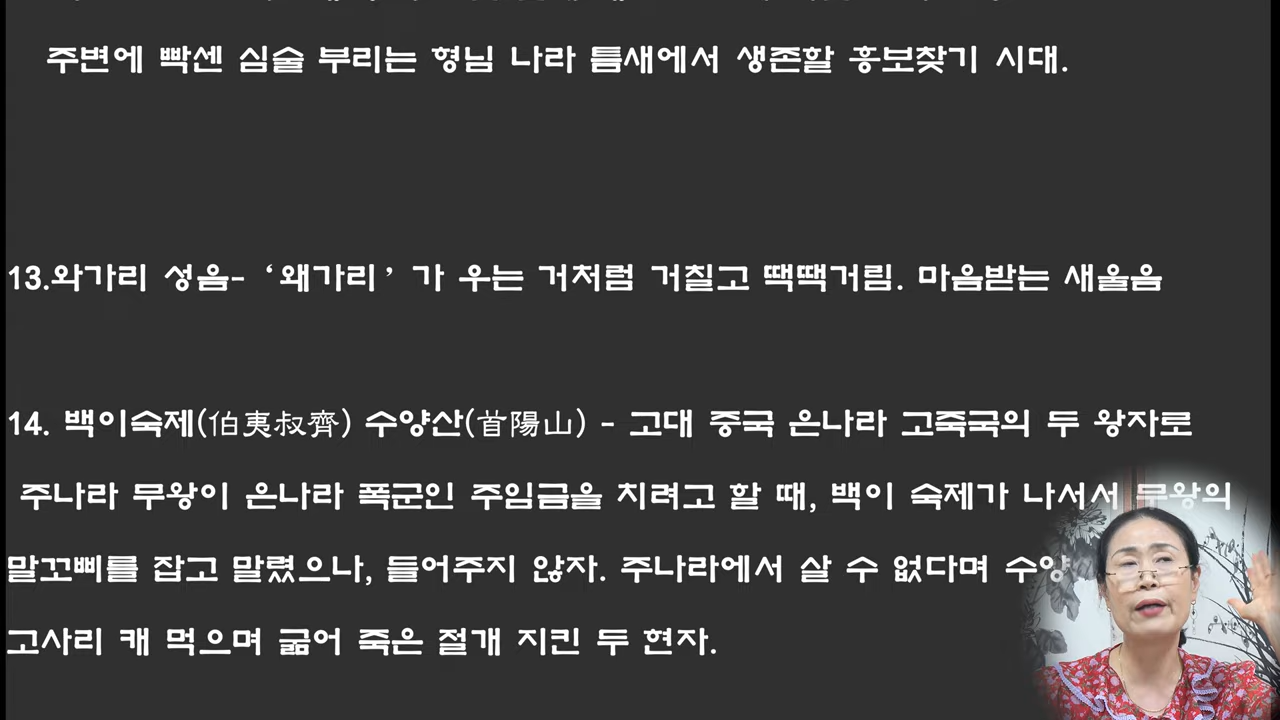 주변에 빡센 심술 부리는 형님 나라 틈새에서 생존할 흥보찾기 시대.
13.와가리 성음- ‘왜가리’ 가 우는 거처럼 거칠고 땍땍거림. 마음받는 새울음
14. 백이숙제(伯夷叔齊) 수양산(首陽山) - 고대 중국 은나라 고죽국의 두 왕자로
주나라 무왕이 은나라 폭군인 주임금을 치려고 할 때, 백이 숙제가 나서서 무왕의
말꼬삐를 잡고 말렸으나, 들어주지 않자. 주나라에서 살 수 없다며 수양
고사리 캐 먹으며 굶어 죽은 절개 지킨 두 현자.